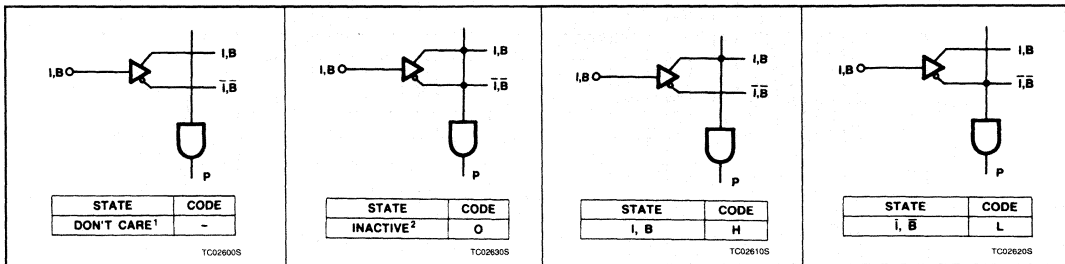 I,B
I,B
I̅,B̅
P
STATE CODE
DON'T CARE¹ –
TC02600S
I,B
I,B
I̅,B̅
P
STATE CODE
INACTIVE² O
TC02630S
I,B
I,B
I̅,B̅
P
STATE CODE
I, B H
TC02610S
I,B
I,B
I̅,B̅
P
STATE CODE
I̅, B̅ L
TC02620S